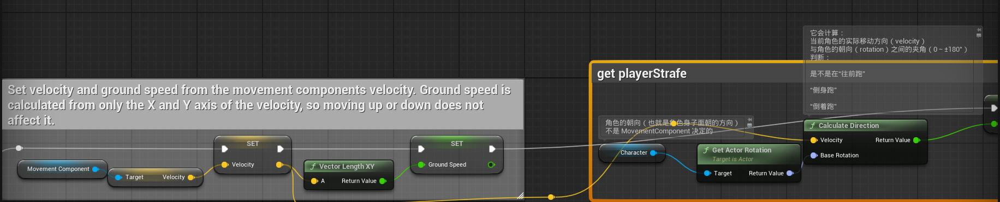 Set velocity and ground speed from the movement components velocity. Ground speed is
calculated from only the X and Y axis of the velocity, so moving up or down does not
affect it.
Movement Component
Target
Velocity
SET
Velocity
Vector Length XY
A
Return Value
SET
Ground Speed
get playerStrafe
角色的朝向（也就是角色身子面朝的方向）
不是 MovementComponent 决定的
Character
Get Actor Rotation
Target is Actor
Target
Return Value
它会计算：
当前角色的实际移动方向（velocity）
与角色的朝向（rotation）之间的夹角（0 ~ ±180°）
判断：
是不是在“往前跑”
“侧身跑”
“倒着跑”
Calculate Direction
Velocity
Return Value
Base Rotation